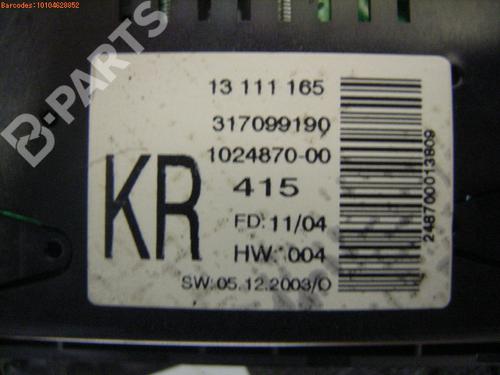 Barcodes:10104628852
B-PARTS
13 111 165
317099190
1024870-00
KR
415
FD: 11/04
HW: 004
SW:05.12.2003/O
248700013809